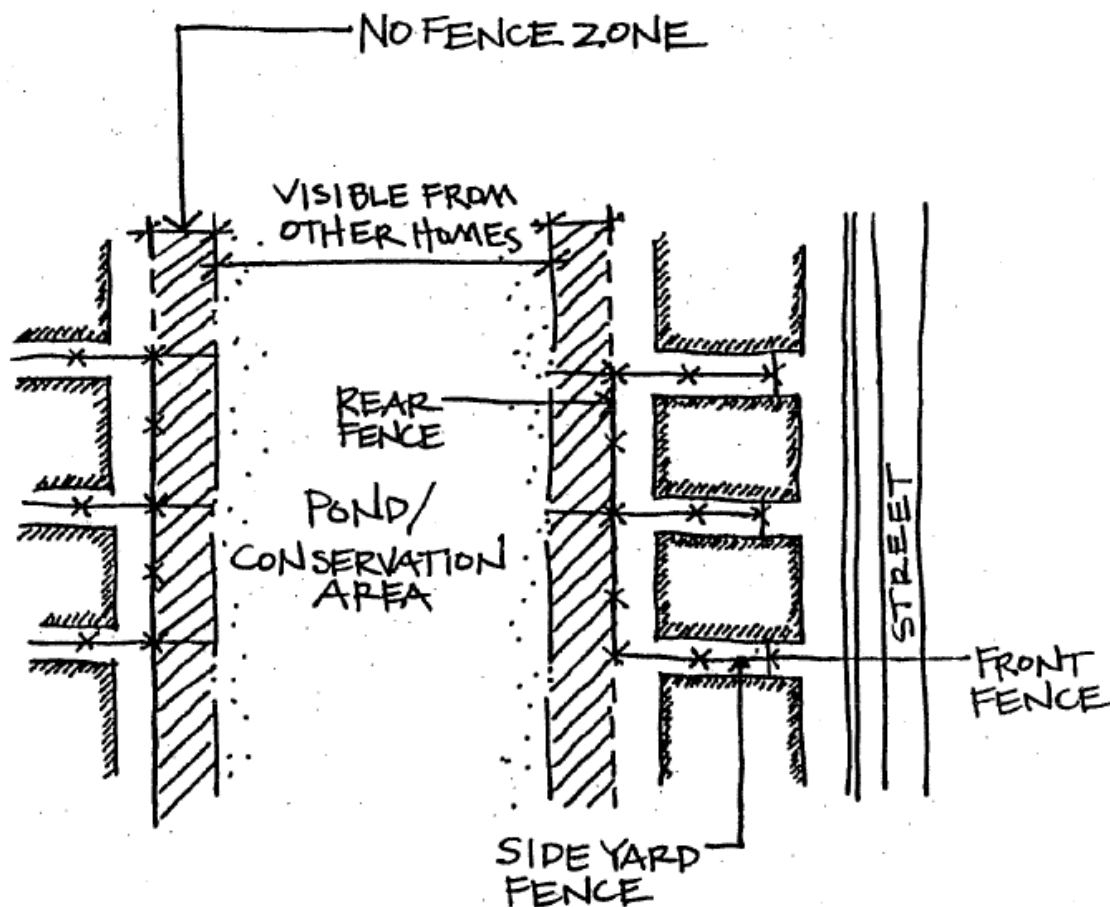 NO FENCE ZONE
VISIBLE FROM
OTHER HOMES
REAR
FENCE
POND/
CONSERVATION
AREA
STREET
FRONT
FENCE
SIDE YARD
FENCE